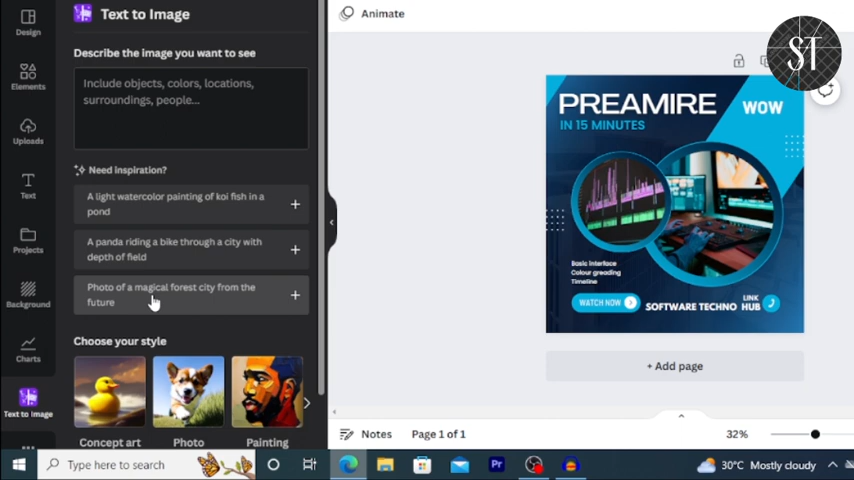 Design
Elements
Uploads
Text
Projects
Background
Charts
Text to Image
Text to Image
Describe the image you want to see
Include objects, colors, locations,
surroundings, people...
Need inspiration?
A light watercolor painting of koi fish in a
pond
A panda riding a bike through a city with
depth of field
Photo of a magical forest city from the
future
Choose your style
Concept art
Photo
Painting
Animate
ST
PREAMIRE
WOW
IN 15 MINUTES
Basic interface
Colour greading
Timeline
WATCH NOW
SOFTWARE TECHNO
LINK
HUB
+ Add page
Notes
Page 1 of 1
32%
Type here to search
Pr
30°C Mostly cloudy